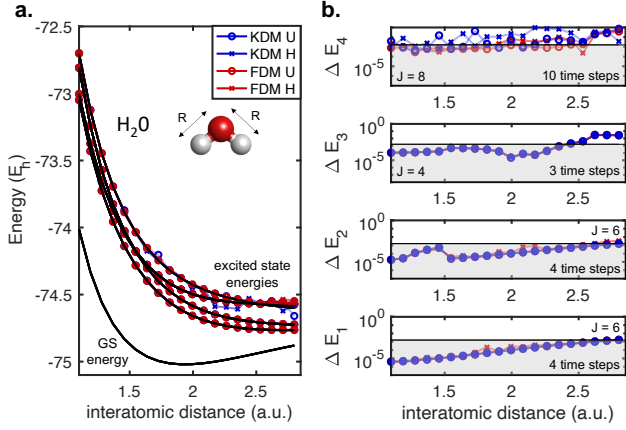 a.
-72.5
-73
-73.5
-74
-74.5
-75
Energy (E_h)
KDM U
KDM H
FDM U
FDM H
H₂0
R
R
excited state
energies
GS
energy
1.5
2
2.5
interatomic distance (a.u.)
b.
Δ E₄
10⁻⁵
J = 8
10 time steps
1.5
2
2.5
Δ E₃
10⁰
10⁻⁵
J = 4
3 time steps
1.5
2
2.5
Δ E₂
10⁰
10⁻⁵
J = 6
4 time steps
1.5
2
2.5
Δ E₁
10⁰
10⁻⁵
J = 6
4 time steps
1.5
2
2.5
interatomic distance (a.u.)